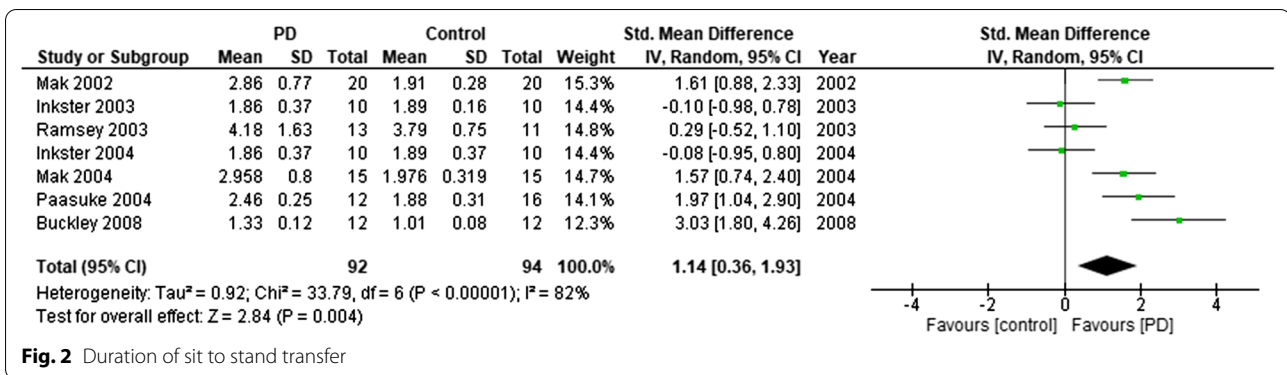 PD Control Std. Mean Difference Std. Mean Difference
Study or Subgroup Mean SD Total Mean SD Total Weight IV, Random, 95% CI Year IV, Random, 95% CI
Mak 2002 2.86 0.77 20 1.91 0.28 20 15.3% 1.61 [0.88, 2.33] 2002
Inkster 2003 1.86 0.37 10 1.89 0.16 10 14.4% -0.10 [-0.98, 0.78] 2003
Ramsey 2003 4.18 1.63 13 3.79 0.75 11 14.8% 0.29 [-0.52, 1.10] 2003
Inkster 2004 1.86 0.37 10 1.89 0.37 10 14.4% -0.08 [-0.95, 0.80] 2004
Mak 2004 2.958 0.8 15 1.976 0.319 15 14.7% 1.57 [0.74, 2.40] 2004
Paasuke 2004 2.46 0.25 12 1.88 0.31 16 14.1% 1.97 [1.04, 2.90] 2004
Buckley 2008 1.33 0.12 12 1.01 0.08 12 12.3% 3.03 [1.80, 4.26] 2008
Total (95% CI) 92 94 100.0% 1.14 [0.36, 1.93]
Heterogeneity: Tau² = 0.92; Chi² = 33.79, df = 6 (P < 0.00001); I² = 82%
Test for overall effect: Z = 2.84 (P = 0.004)
-4 -2 0 2 4
Favours [control] Favours [PD]
Fig. 2 Duration of sit to stand transfer